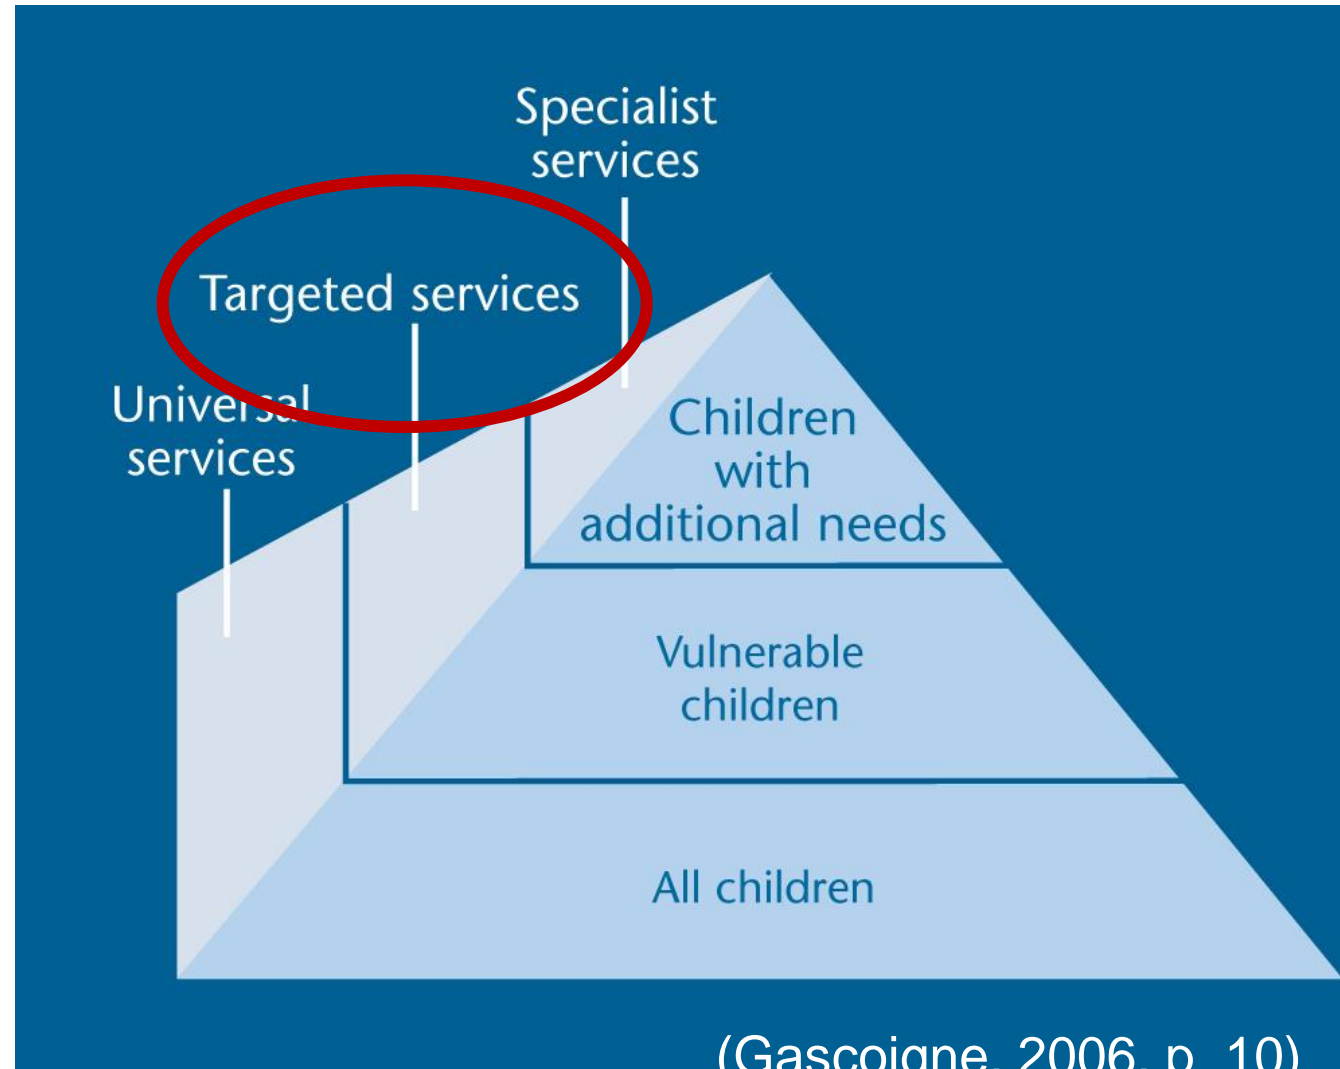 Specialist
services
Targeted services
Universal
services
Children
with
additional needs
Vulnerable
children
All children
(Gascoigne, 2006, p. 10)